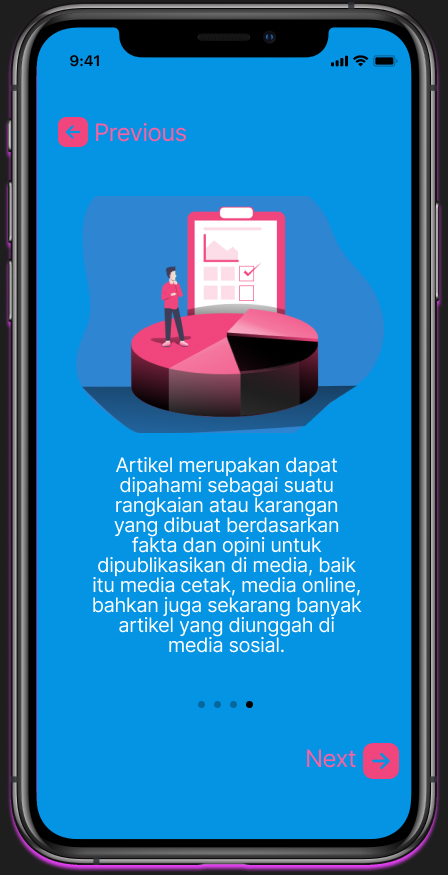 9:41
Previous
Artikel merupakan dapat
dipahami sebagai suatu
rangkaian atau karangan
yang dibuat berdasarkan
fakta dan opini untuk
dipublikasikan di media, baik
itu media cetak, media online,
bahkan juga sekarang banyak
artikel yang diunggah di
media sosial.
Next